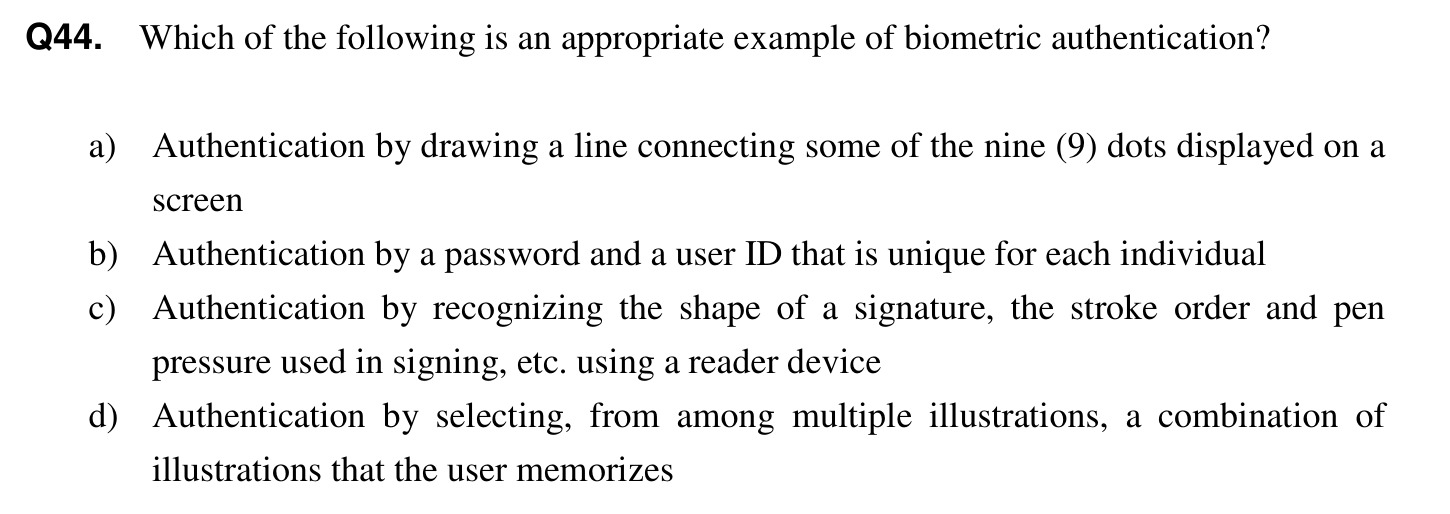 Q44. Which of the following is an appropriate example of biometric authentication?
a) Authentication by drawing a line connecting some of the nine (9) dots displayed on a
screen
b) Authentication by a password and a user ID that is unique for each individual
c) Authentication by recognizing the shape of a signature, the stroke order and pen
pressure used in signing, etc. using a reader device
d) Authentication by selecting, from among multiple illustrations, a combination of
illustrations that the user memorizes